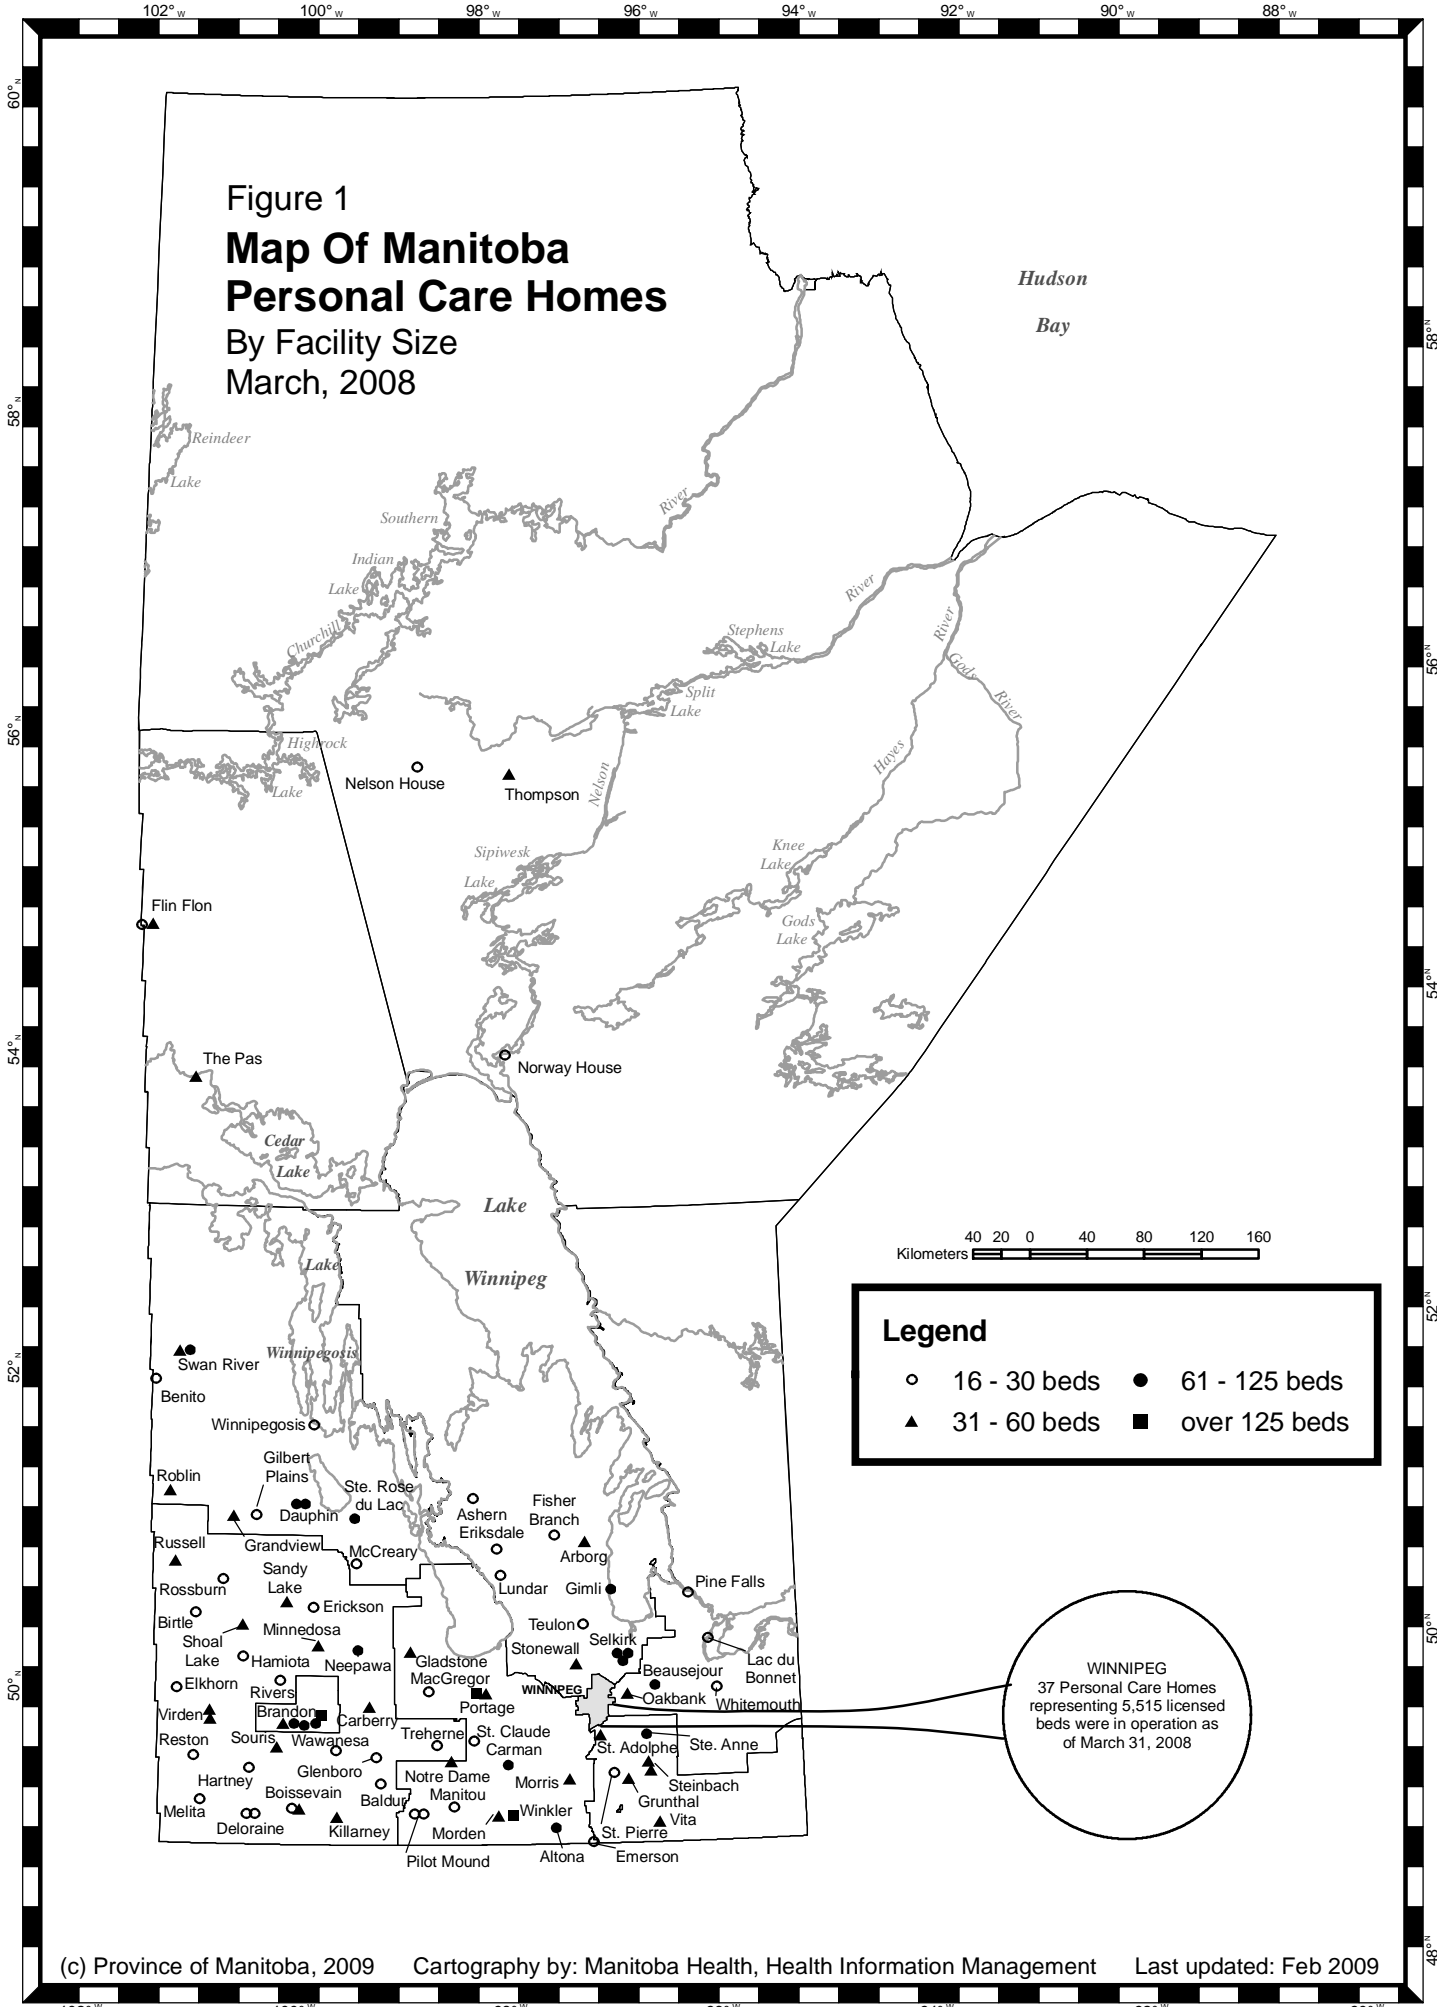 102° W 100° W 98° W 96° W 94° W 92° W 90° W 88° W
60° N
58° N
56° N
54° N
52° N
50° N
58° N
56° N
54° N
52° N
50° N
48° N
Figure 1
Map Of Manitoba
Personal Care Homes
By Facility Size
March, 2008
Hudson
Bay
Reindeer
Lake
Southern
Indian
Lake
Churchill
River
River
River
Stephens
Lake
Gods
River
Split
Lake
Highrock
Lake
Nelson House
Thompson
Nelson
Hayes
Knee
Lake
Sipiwesk
Lake
Flin Flon
Gods
Lake
The Pas
Norway House
Cedar
Lake
Lake
Winnipeg
Lake
Winnipegosis
Kilometers
40 20 0 40 80 120 160
Legend
16 - 30 beds
61 - 125 beds
31 - 60 beds
over 125 beds
Swan River
Benito
Winnipegosis
Gilbert
Plains
Roblin
Dauphin
Ste. Rose
du Lac
Ashern
Fisher
Branch
Eriksdale
Grandview
Russell
McCreary
Arborg
Sandy
Lake
Rossburn
Lundar
Gimli
Pine Falls
Erickson
Birtle
Teulon
Minnedosa
Shoal
Lake
Stonewall
Selkirk
Neepawa
Gladstone
Hamiota
Lac du
Bonnet
Beausejour
MacGregor
Elkhorn
Rivers
WINNIPEG
Oakbank
Whitemouth
Portage
Virden
Brandon
Carberry
Reston
Souris
Wawanesa
Treherne
St. Claude
Carman
St. Adolphe
Ste. Anne
Glenboro
Notre Dame
Hartney
Morris
Steinbach
Boissevain
Baldur
Manitou
Grunthal
Melita
Deloraine
Killarney
Winkler
Vita
Morden
St. Pierre
Pilot Mound
Altona
Emerson
WINNIPEG
37 Personal Care Homes
representing 5,515 licensed
beds were in operation as
of March 31, 2008
(c) Province of Manitoba, 2009 Cartography by: Manitoba Health, Health Information Management Last updated: Feb 2009